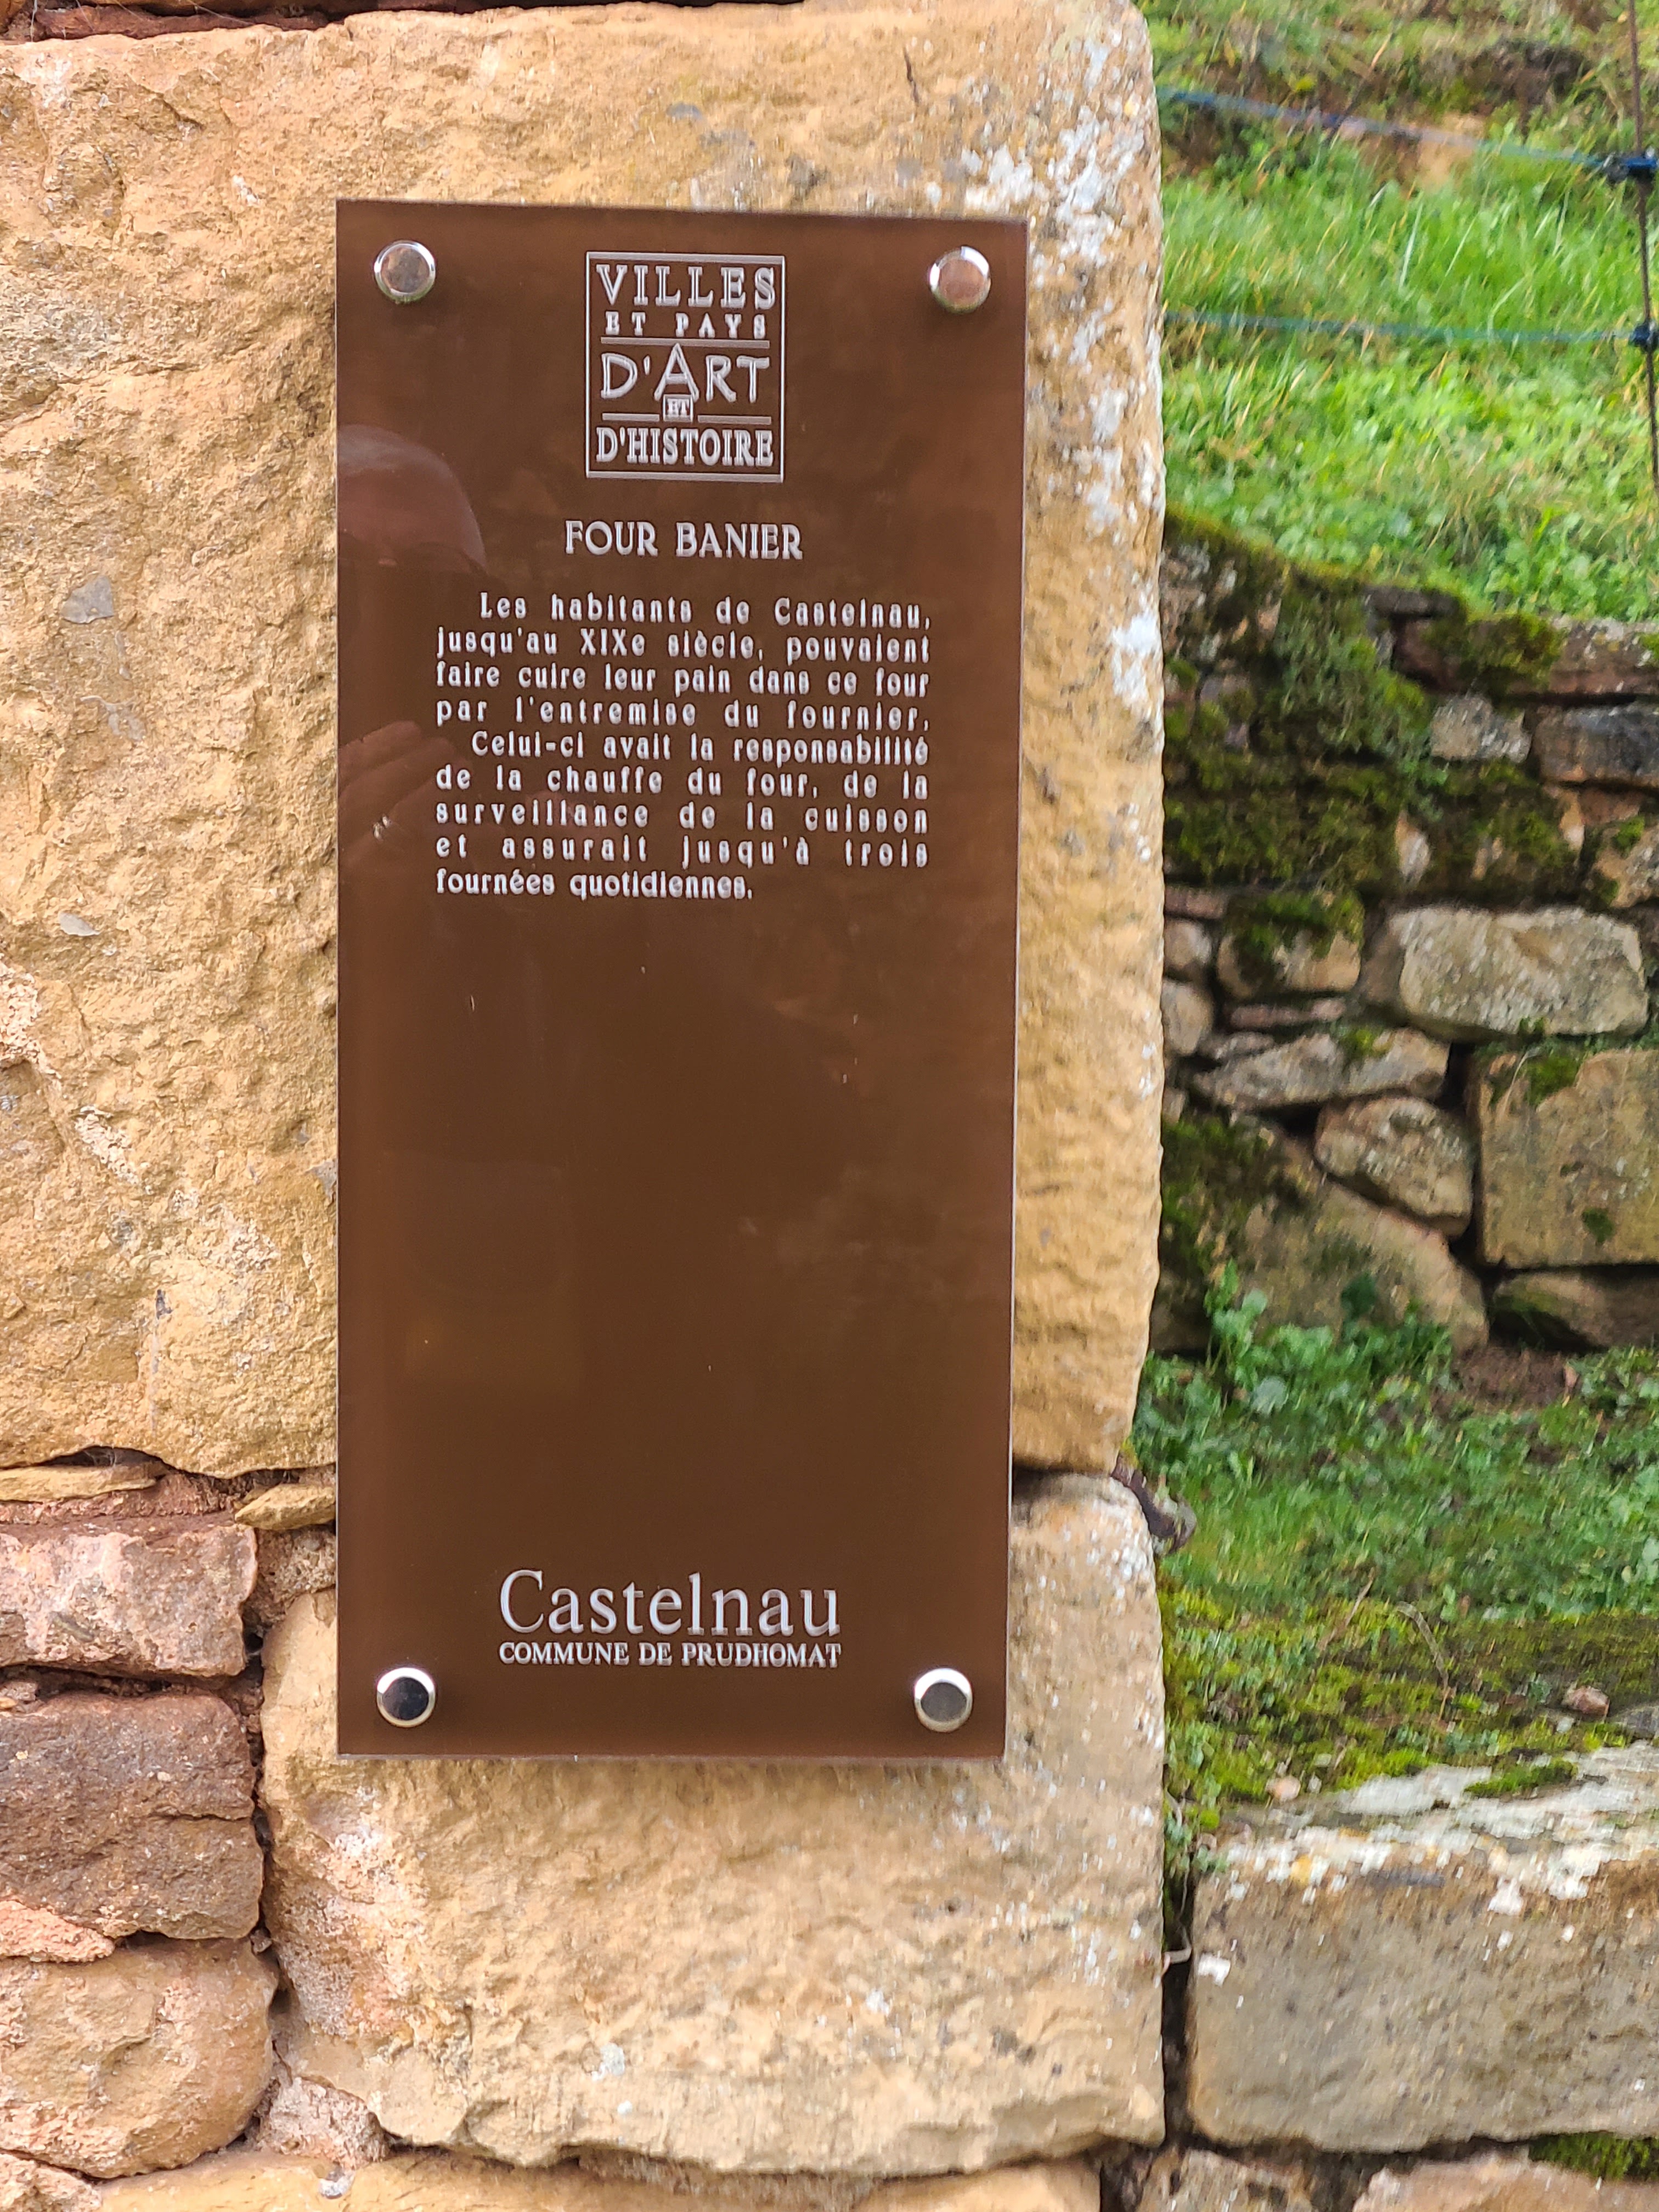 VILLES
ET PAYS
D'ART
ET
D'HISTOIRE
FOUR BANIER
Les habitants de Castelnau,
jusqu'au XIXe siècle, pouvaient
faire cuire leur pain dans ce four
par l'entremise du fournier.
Celui-ci avait la responsabilité
de la chauffe du four, de la
surveillance de la cuisson
et assurait jusqu'à trois
fournées quotidiennes.
Castelnau
COMMUNE DE PRUDHOMAT